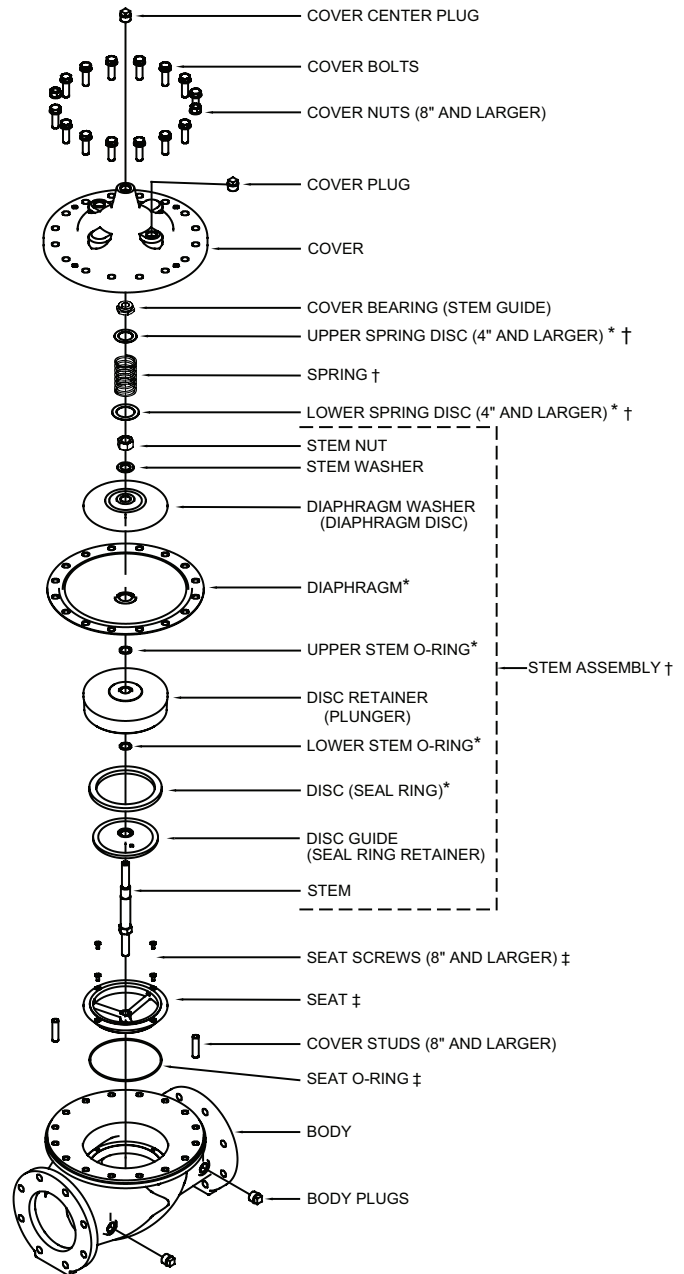 COVER CENTER PLUG
COVER BOLTS
COVER NUTS (8" AND LARGER)
COVER PLUG
COVER
COVER BEARING (STEM GUIDE)
UPPER SPRING DISC (4" AND LARGER) * †
SPRING †
LOWER SPRING DISC (4" AND LARGER) * †
STEM NUT
STEM WASHER
DIAPHRAGM WASHER
(DIAPHRAGM DISC)
DIAPHRAGM*
UPPER STEM O-RING*
STEM ASSEMBLY †
DISC RETAINER
(PLUNGER)
LOWER STEM O-RING*
DISC (SEAL RING)*
DISC GUIDE
(SEAL RING RETAINER)
STEM
SEAT SCREWS (8" AND LARGER) ‡
SEAT ‡
COVER STUDS (8" AND LARGER)
SEAT O-RING ‡
BODY
BODY PLUGS